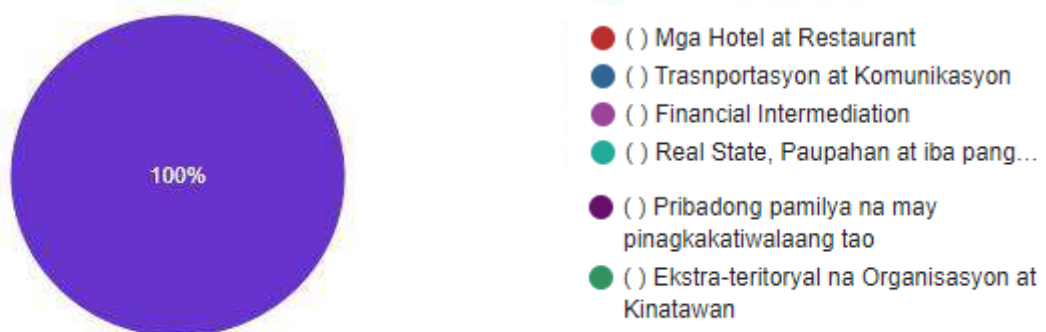 100%
( ) Mga Hotel at Restaurant
( ) Trasnportasyon at Komunikasyon
( ) Financial Intermediation
( ) Real State, Paupahan at iba pang…
( ) Pribadong pamilya na may
pinagkakatiwalaang tao
( ) Ekstra-teritoryal na Organisasyon at
Kinatawan